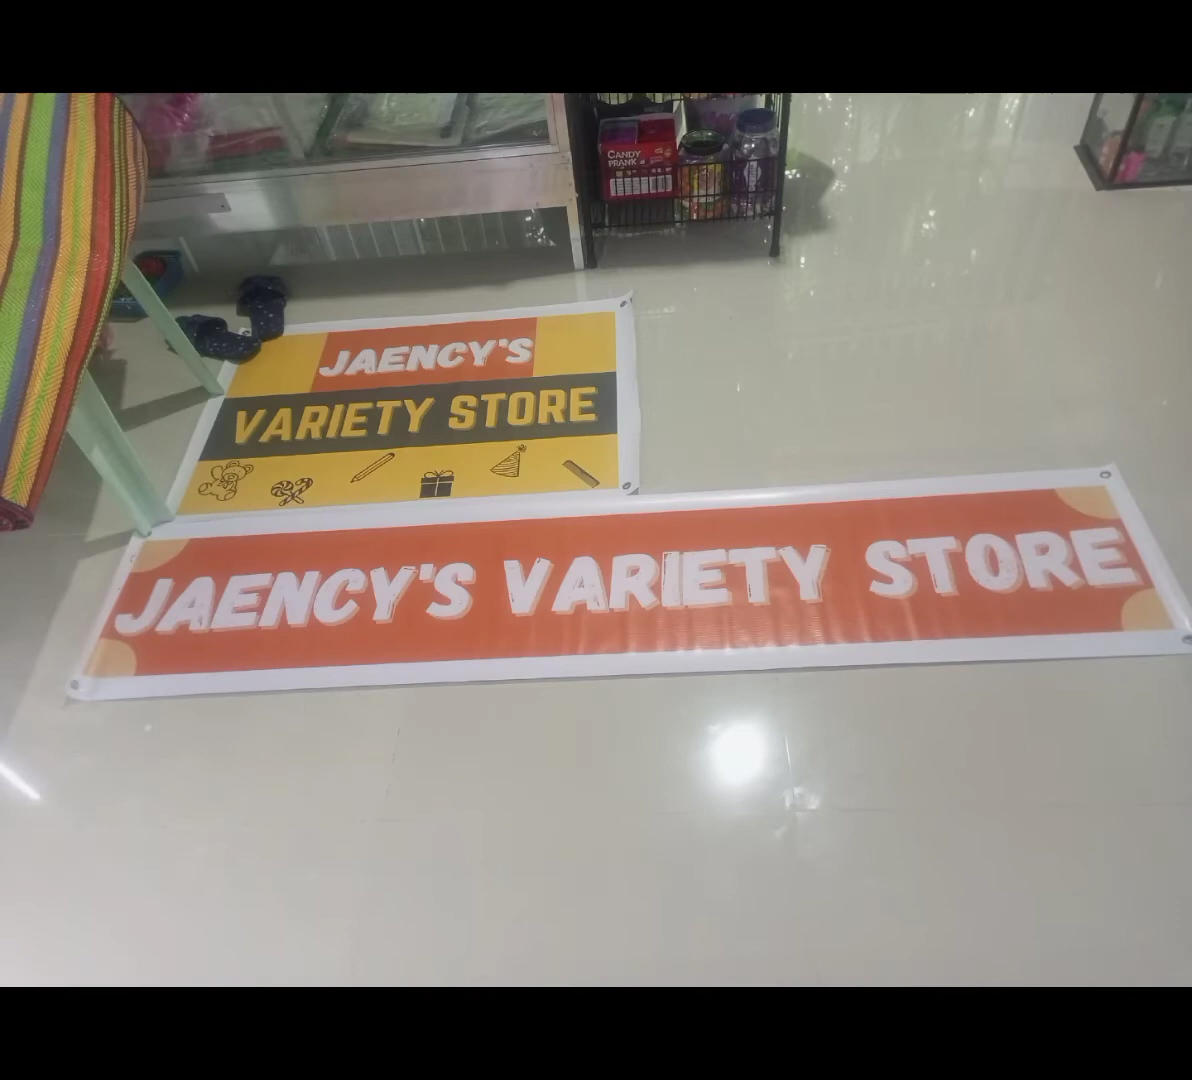 CANDY
PRANK
JAENCY'S
VARIETY STORE
JAENCY'S VARIETY STORE